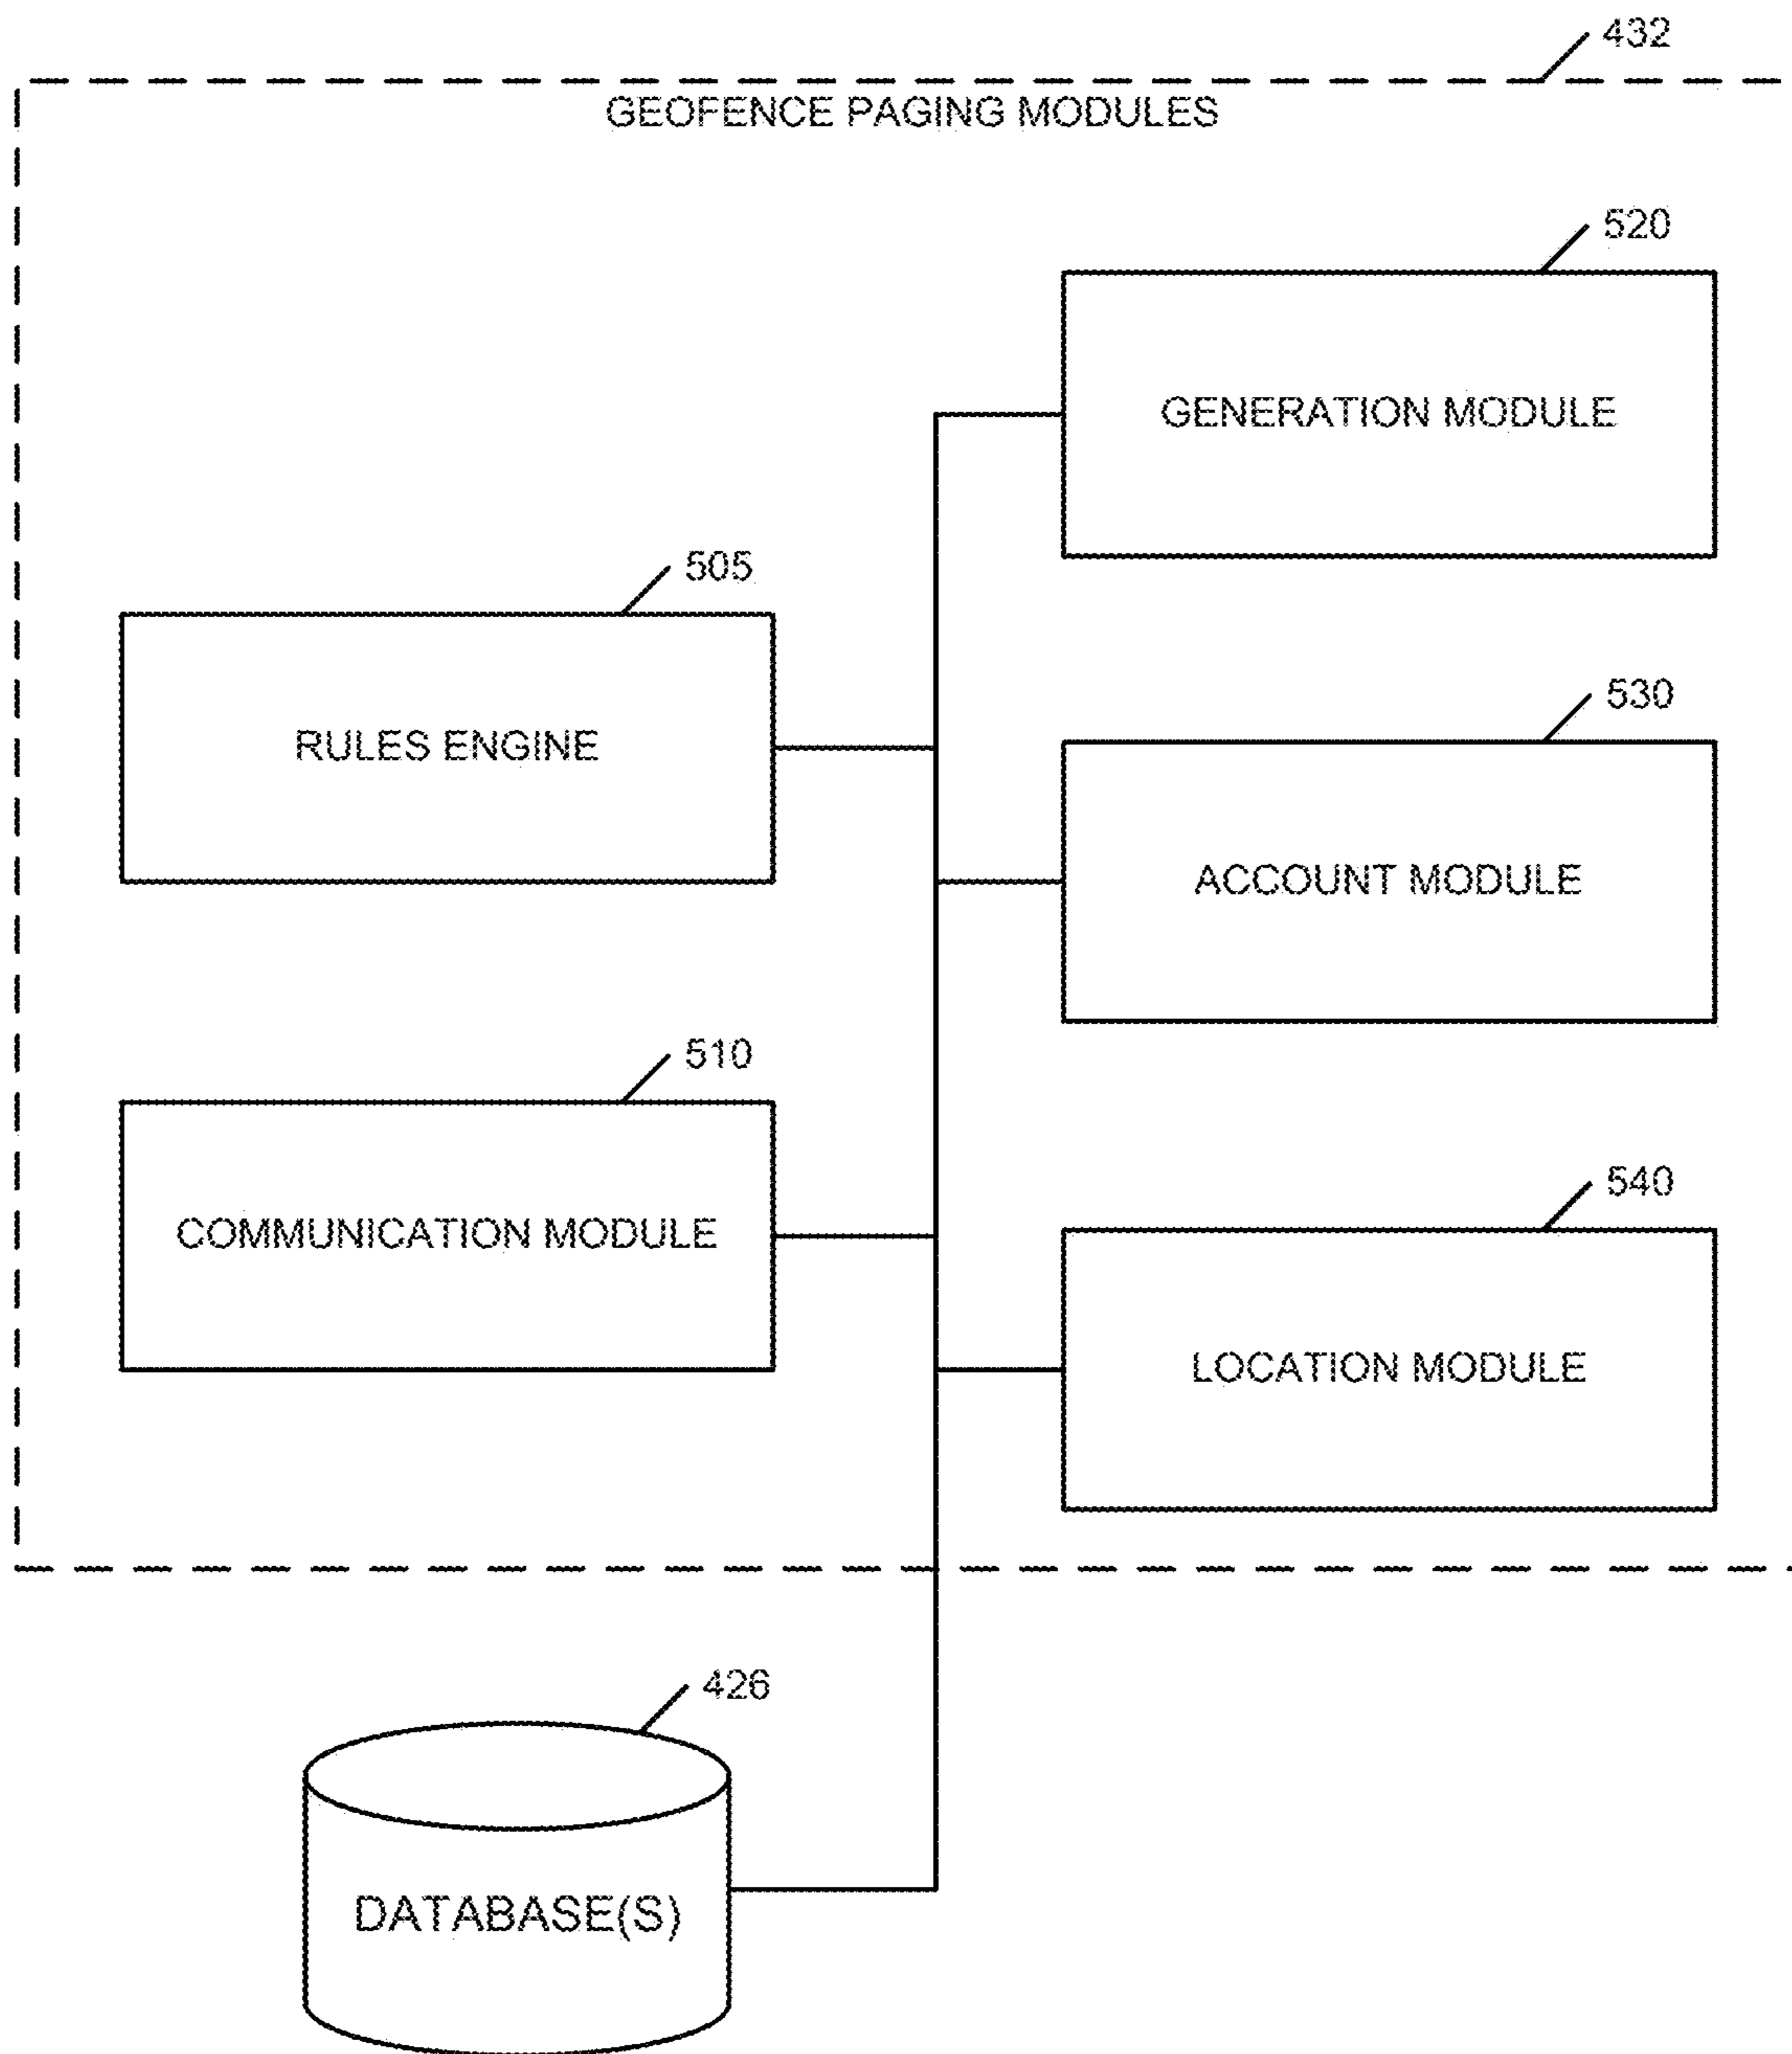 432
GEOFENCE PAGING MODULES
520
GENERATION MODULE
505
RULES ENGINE
530
ACCOUNT MODULE
510
COMMUNICATION MODULE
540
LOCATION MODULE
426
DATABASE(S)